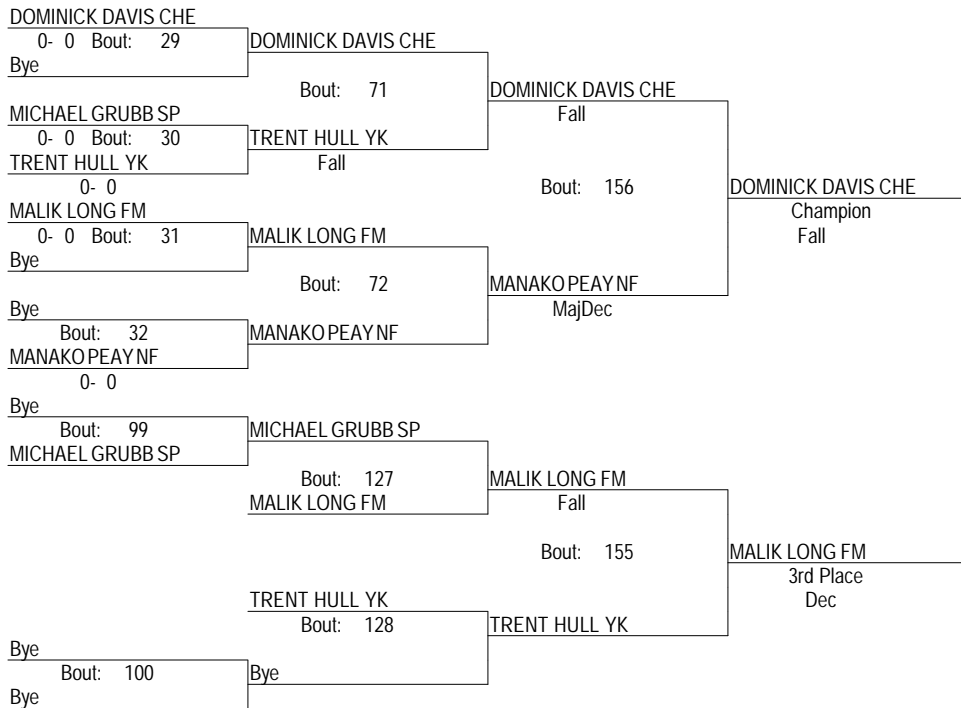 DOMINICK DAVIS CHE
0- 0 Bout: 29 DOMINICK DAVIS CHE
Bye
Bout: 71 DOMINICK DAVIS CHE
MICHAEL GRUBB SP Fall
0- 0 Bout: 30 TRENT HULL YK
TRENT HULL YK Fall
0- 0 Bout: 156 DOMINICK DAVIS CHE
MALIK LONG FM Champion
0- 0 Bout: 31 MALIK LONG FM Fall
Bye
Bout: 72 MANAKO PEAY NF
Bye MajDec
Bout: 32 MANAKO PEAY NF
MANAKO PEAY NF
0- 0
Bye
Bout: 99 MICHAEL GRUBB SP
MICHAEL GRUBB SP
Bout: 127 MALIK LONG FM
MALIK LONG FM Fall
Bout: 155 MALIK LONG FM
3rd Place
TRENT HULL YK Dec
Bout: 128 TRENT HULL YK
Bye
Bout: 100 Bye
Bye